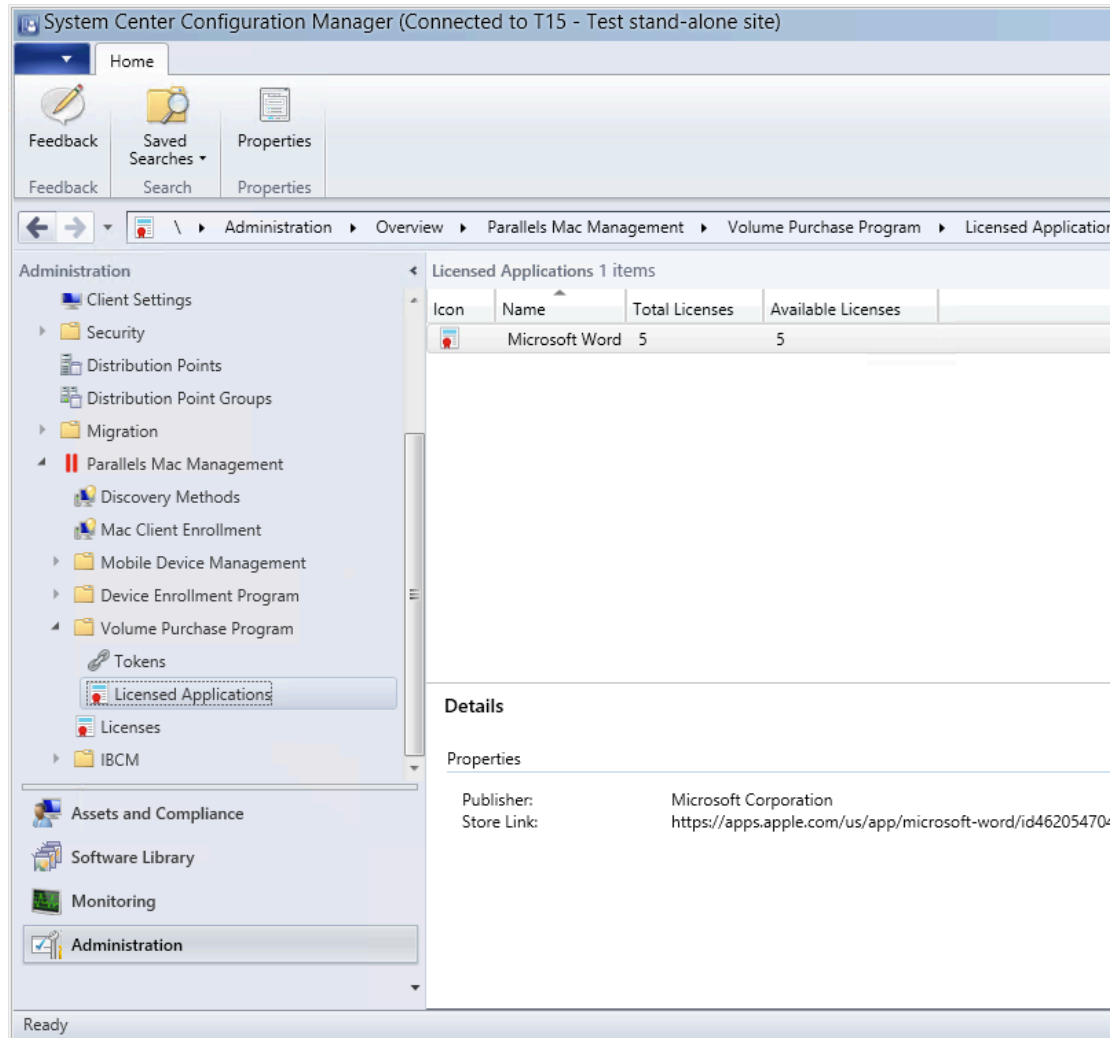 System Center Configuration Manager (Connected to T15 - Test stand-alone site)
Home
Feedback
Saved Searches
Properties
Feedback
Search
Properties
\ Administration Overview Parallels Mac Management Volume Purchase Program Licensed Application
Administration
Client Settings
Security
Distribution Points
Distribution Point Groups
Migration
Parallels Mac Management
Discovery Methods
Mac Client Enrollment
Mobile Device Management
Device Enrollment Program
Volume Purchase Program
Tokens
Licensed Applications
Licenses
IBCM
Assets and Compliance
Software Library
Monitoring
Administration
Licensed Applications 1 items
Icon Name Total Licenses Available Licenses
Microsoft Word 5 5
Details
Properties
Publisher: Microsoft Corporation
Store Link: https://apps.apple.com/us/app/microsoft-word/id462054704
Ready